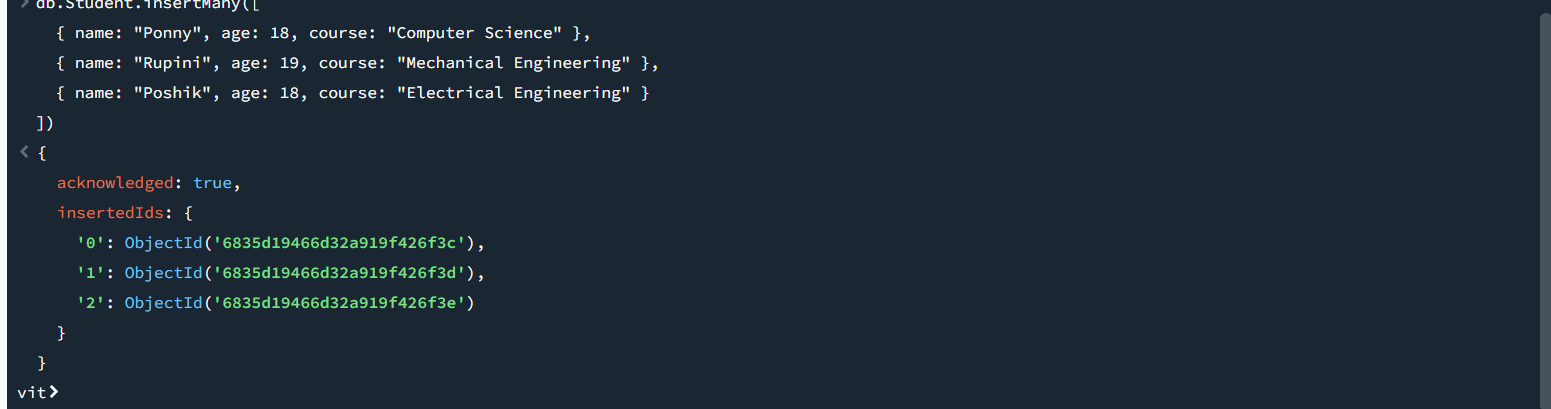 > db.Student.insertMany([
{ name: "Ponny", age: 18, course: "Computer Science" },
{ name: "Rupini", age: 19, course: "Mechanical Engineering" },
{ name: "Poshik", age: 18, course: "Electrical Engineering" }
])
< {
acknowledged: true,
insertedIds: {
'0': ObjectId('6835d19466d32a919f426f3c'),
'1': ObjectId('6835d19466d32a919f426f3d'),
'2': ObjectId('6835d19466d32a919f426f3e')
}
}
vit>